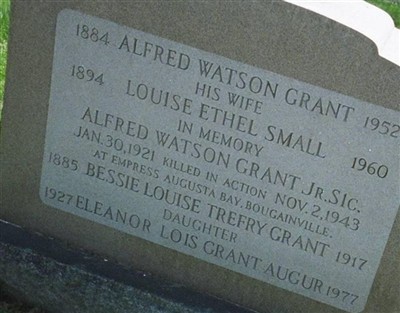 1884 ALFRED WATSON GRANT 1952
HIS WIFE
1894 LOUISE ETHEL SMALL 1960
IN MEMORY
ALFRED WATSON GRANT, JR. S1C.
JAN. 30, 1921 KILLED IN ACTION NOV. 2, 1943
AT EMPRESS AUGUSTA BAY, BOUGAINVILLE.
1885 BESSIE LOUISE TREFRY GRANT 1917
DAUGHTER
1927 ELEANOR LOIS GRANT AUGUR 1977